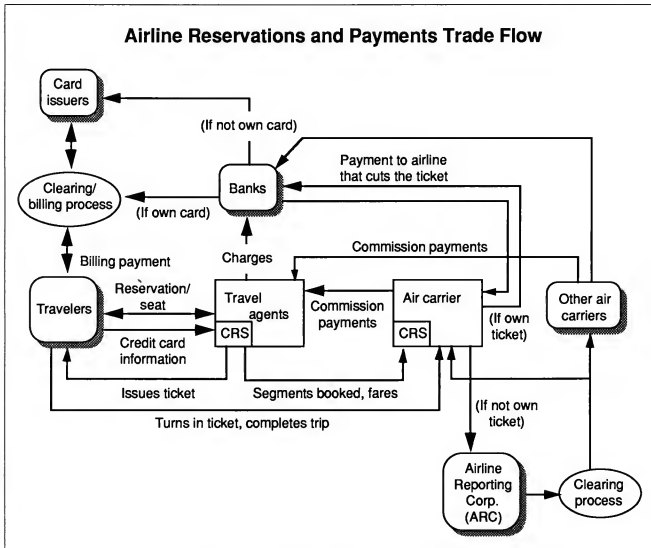 Airline Reservations and Payments Trade Flow
Card
issuers
(If not own card)
Payment to airline
that cuts the ticket
Clearing/
billing process
(If own card)
Banks
Billing payment
Charges
Commission payments
Travelers
Reservation/
seat
Credit card
information
Travel
agents
CRS
Commission
payments
Air carrier
CRS
(If own
ticket)
Other air
carriers
Issues ticket
Segments booked, fares
Turns in ticket, completes trip
(If not own
ticket)
Airline
Reporting
Corp.
(ARC)
Clearing
process